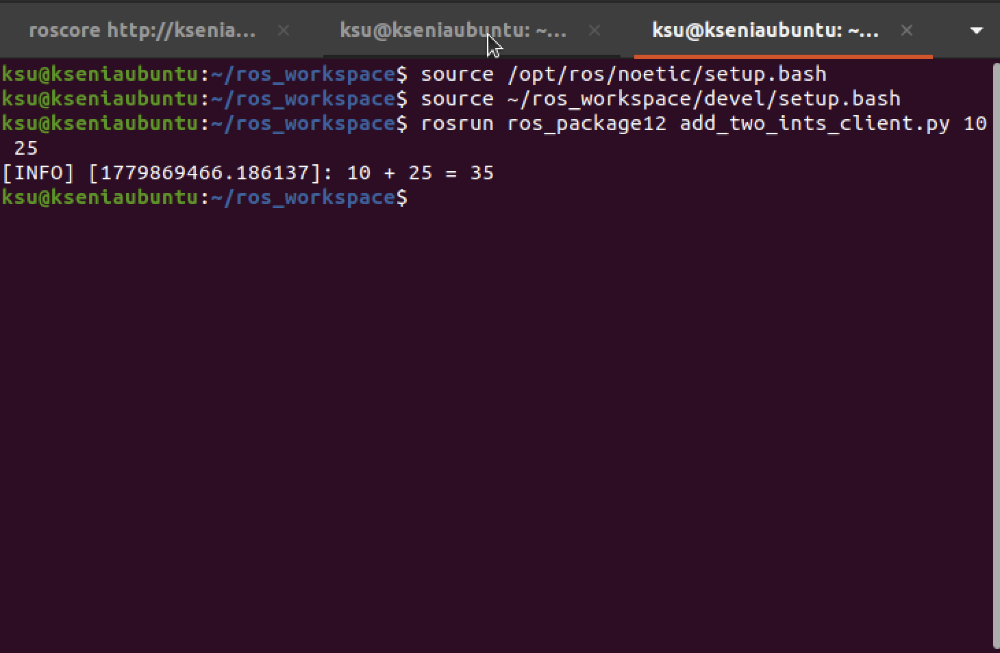 roscore http://ksenia...
ksu@kseniaubuntu: ~...
ksu@kseniaubuntu: ~...
ksu@kseniaubuntu:~/ros_workspace$ source /opt/ros/noetic/setup.bash
ksu@kseniaubuntu:~/ros_workspace$ source ~/ros_workspace/devel/setup.bash
ksu@kseniaubuntu:~/ros_workspace$ rosrun ros_package12 add_two_ints_client.py 10
 25
[INFO] [1779869466.186137]: 10 + 25 = 35
ksu@kseniaubuntu:~/ros_workspace$